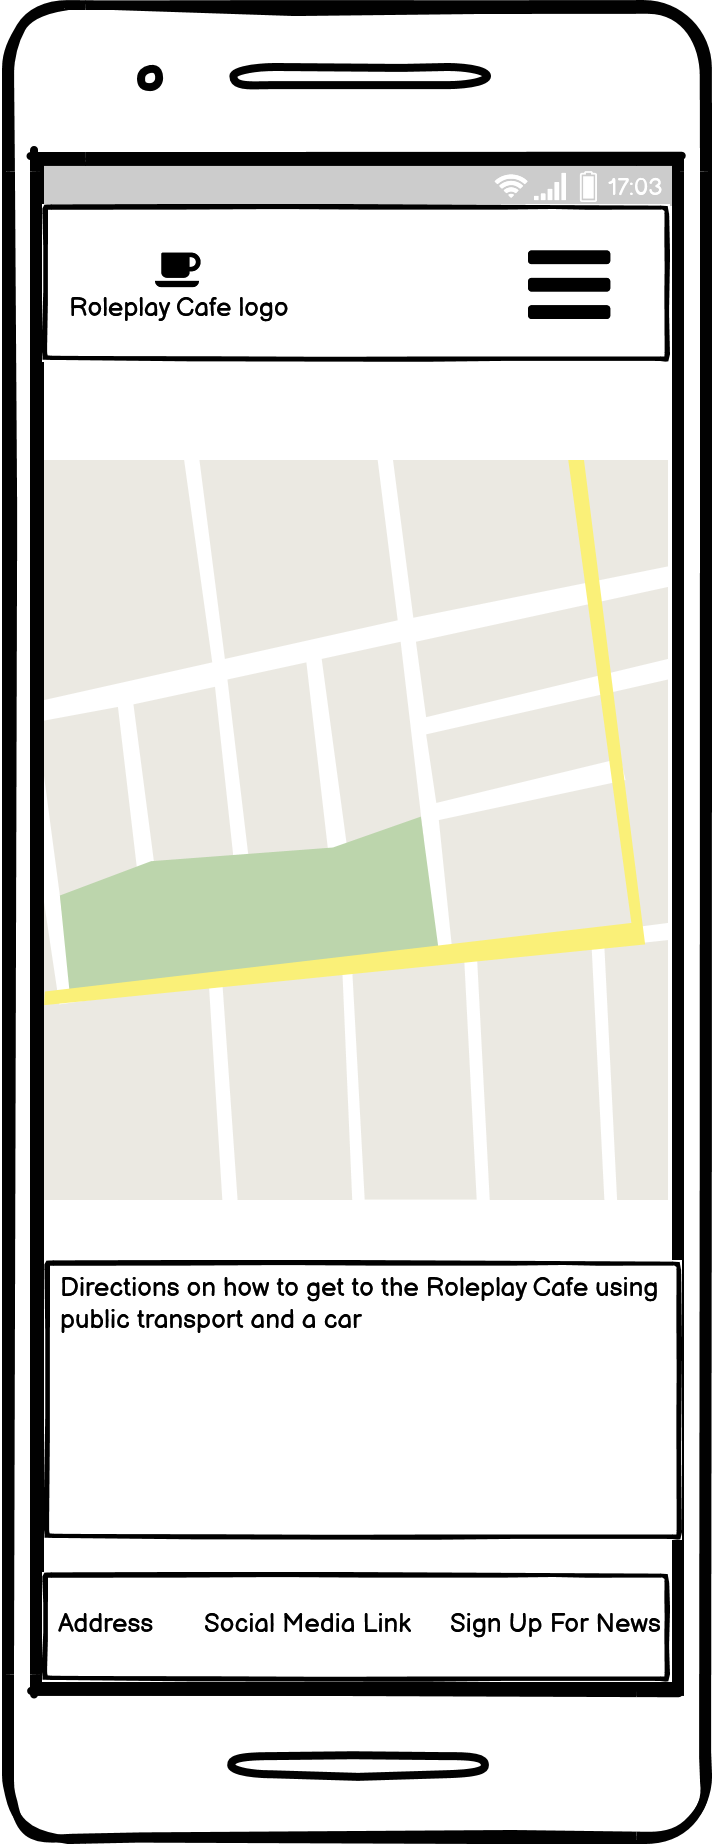 17:03
Roleplay Cafe logo
Directions on how to get to the Roleplay Cafe using
public transport and a car
Address
Social Media Link
Sign Up For News